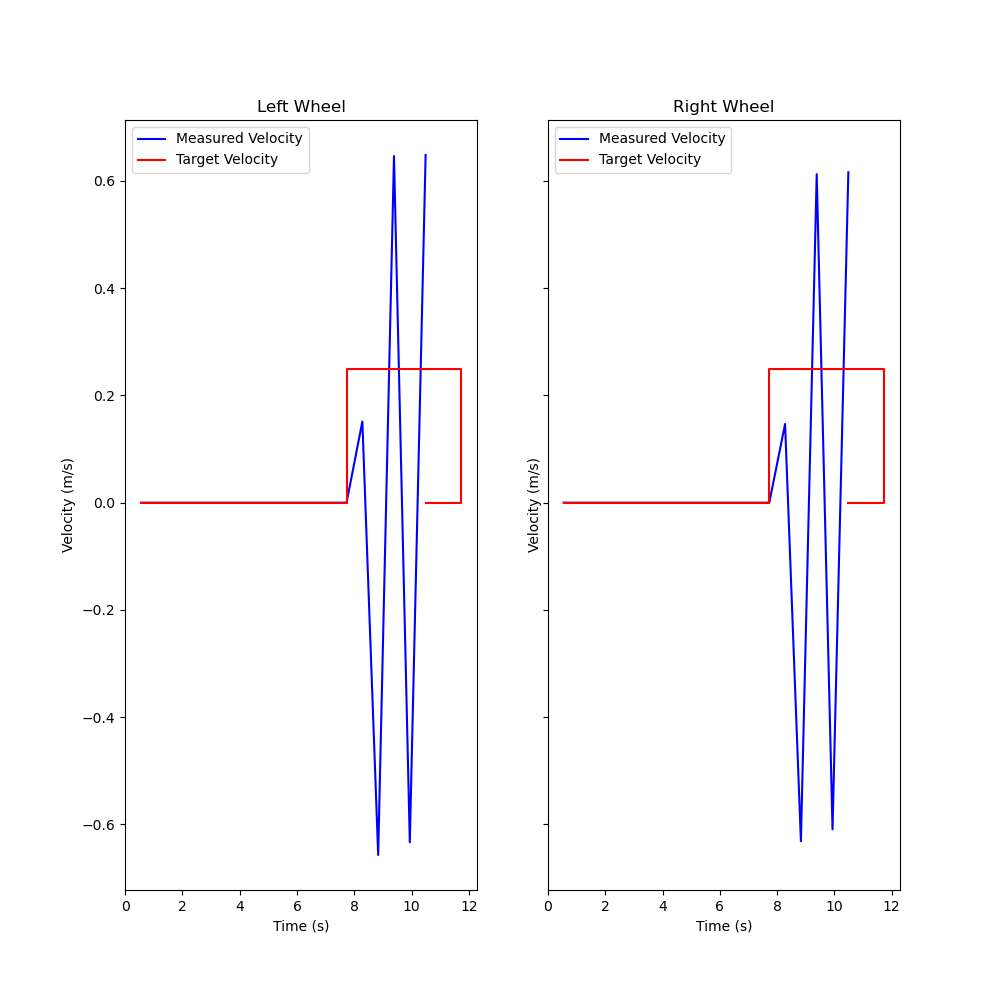 Left Wheel
Measured Velocity
Target Velocity
0.6
0.4
0.2
0.0
−0.2
−0.4
−0.6
Velocity (m/s)
0 2 4 6 8 10 12
Time (s)
Right Wheel
Measured Velocity
Target Velocity
Velocity (m/s)
0 2 4 6 8 10 12
Time (s)